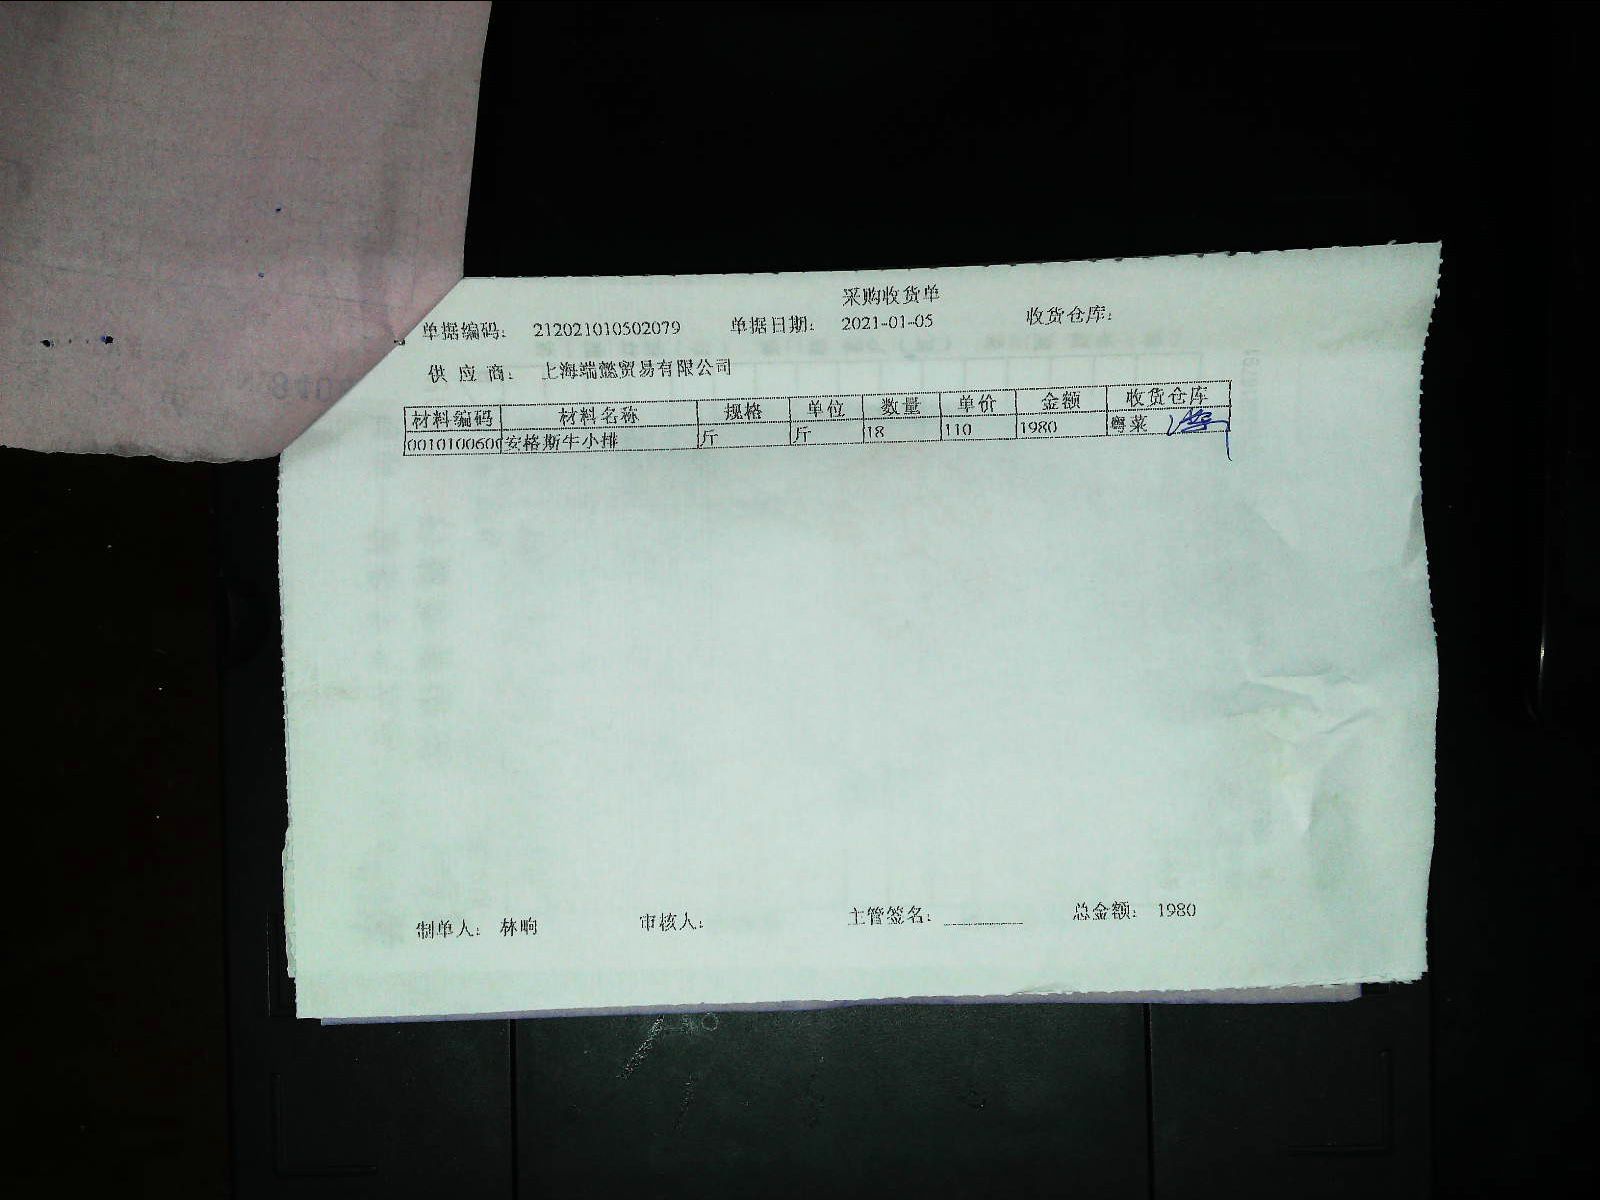 采购收货单
单据编码： 212021010502079 单据日期： 2021-01-05 收货仓库：
供 应 商： 上海端懿贸易有限公司
材料编码 材料名称 规格 单位 数量 单价 金额 收货仓库
0010100600 安格斯牛小排 斤 斤 18 110 1980 粤菜
制单人： 林晌 审核人： 主管签名： 总金额： 1980